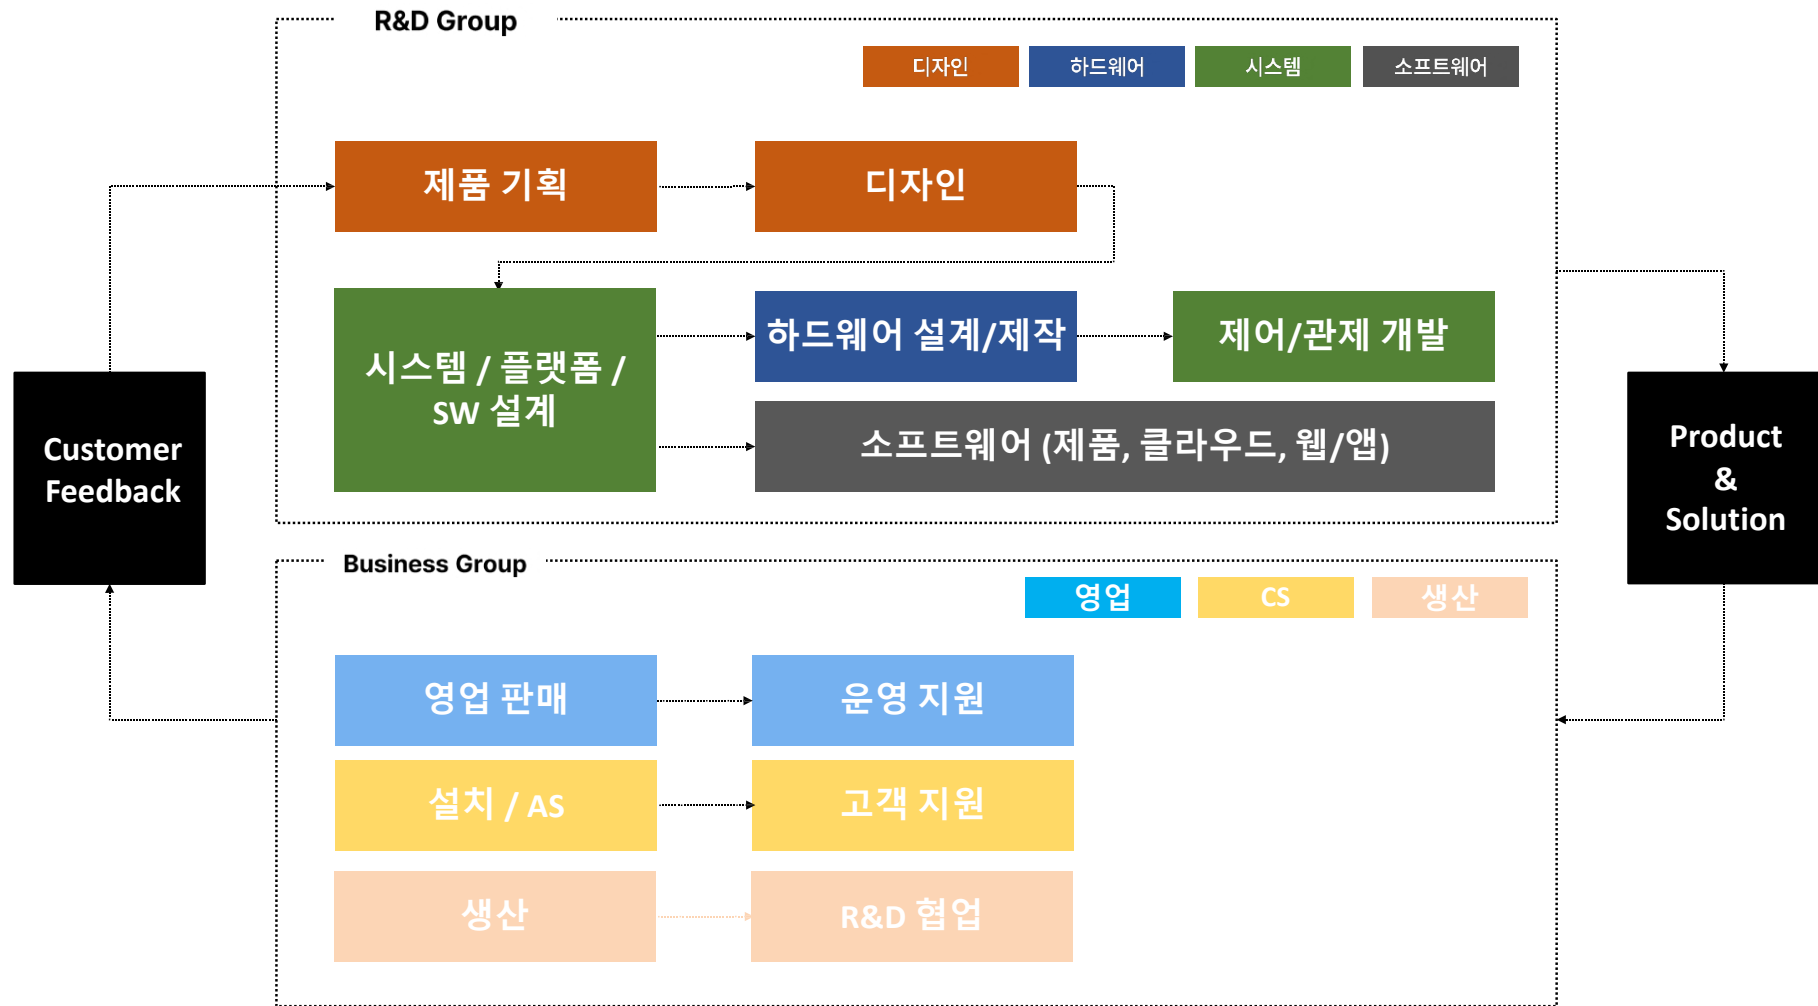 R&D Group
디자인
하드웨어
시스템
소프트웨어
제품 기획
디자인
시스템 / 플랫폼 /
SW 설계
하드웨어 설계/제작
제어/관제 개발
소프트웨어 (제품, 클라우드, 웹/앱)
Customer
Feedback
Product
&
Solution
Business Group
영업
CS
생산
영업 판매
운영 지원
설치 / AS
고객 지원
생산
R&D 협업